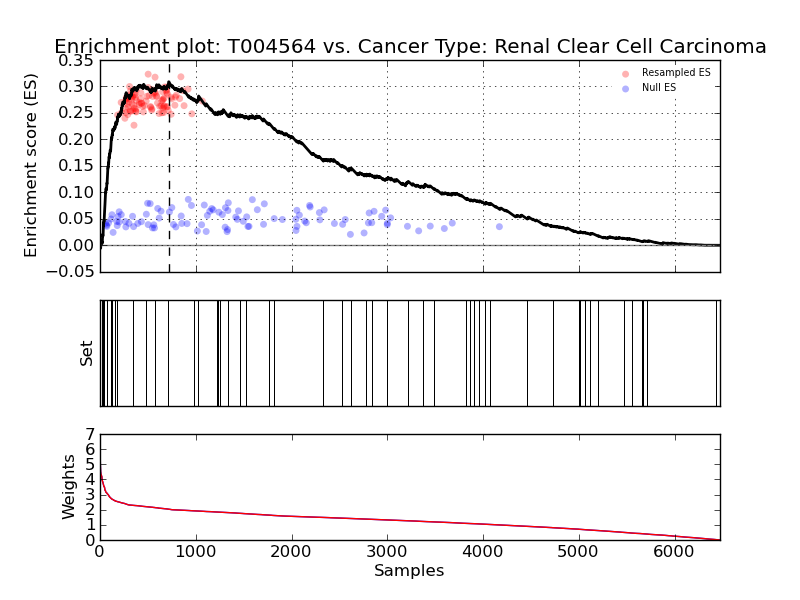 Enrichment plot: T004564 vs. Cancer Type: Renal Clear Cell Carcinoma
Enrichment score (ES)
0.35
0.30
0.25
0.20
0.15
0.10
0.05
0.00
−0.05
Resampled ES
Null ES
Set
Weights
7
6
5
4
3
2
1
0
0 1000 2000 3000 4000 5000 6000
Samples